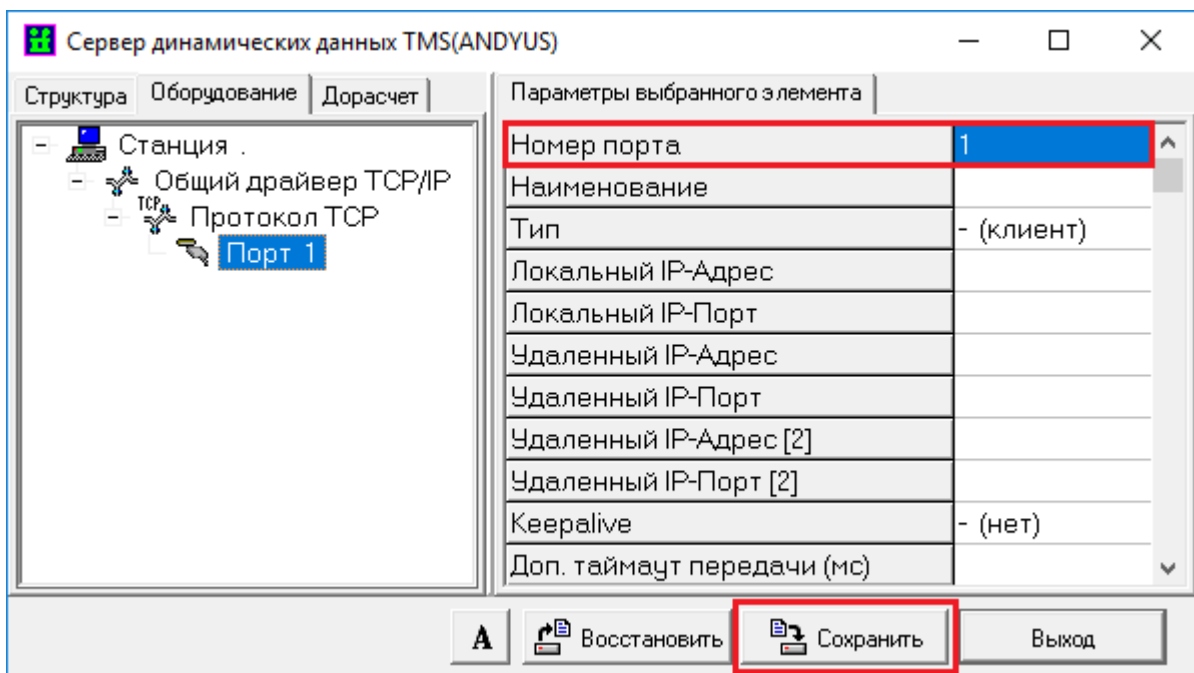 Сервер динамических данных TMS(ANDYUS)
Структура Оборудование Дорасчет
Станция .
Общий драйвер TCP/IP
TCP Протокол TCP
Порт 1
Параметры выбранного элемента
Номер порта 1
Наименование
Тип - (клиент)
Локальный IP-Адрес
Локальный IP-Порт
Удаленный IP-Адрес
Удаленный IP-Порт
Удаленный IP-Адрес [2]
Удаленный IP-Порт [2]
Keepalive - (нет)
Доп. таймаут передачи (мс)
A Восстановить Сохранить Выход